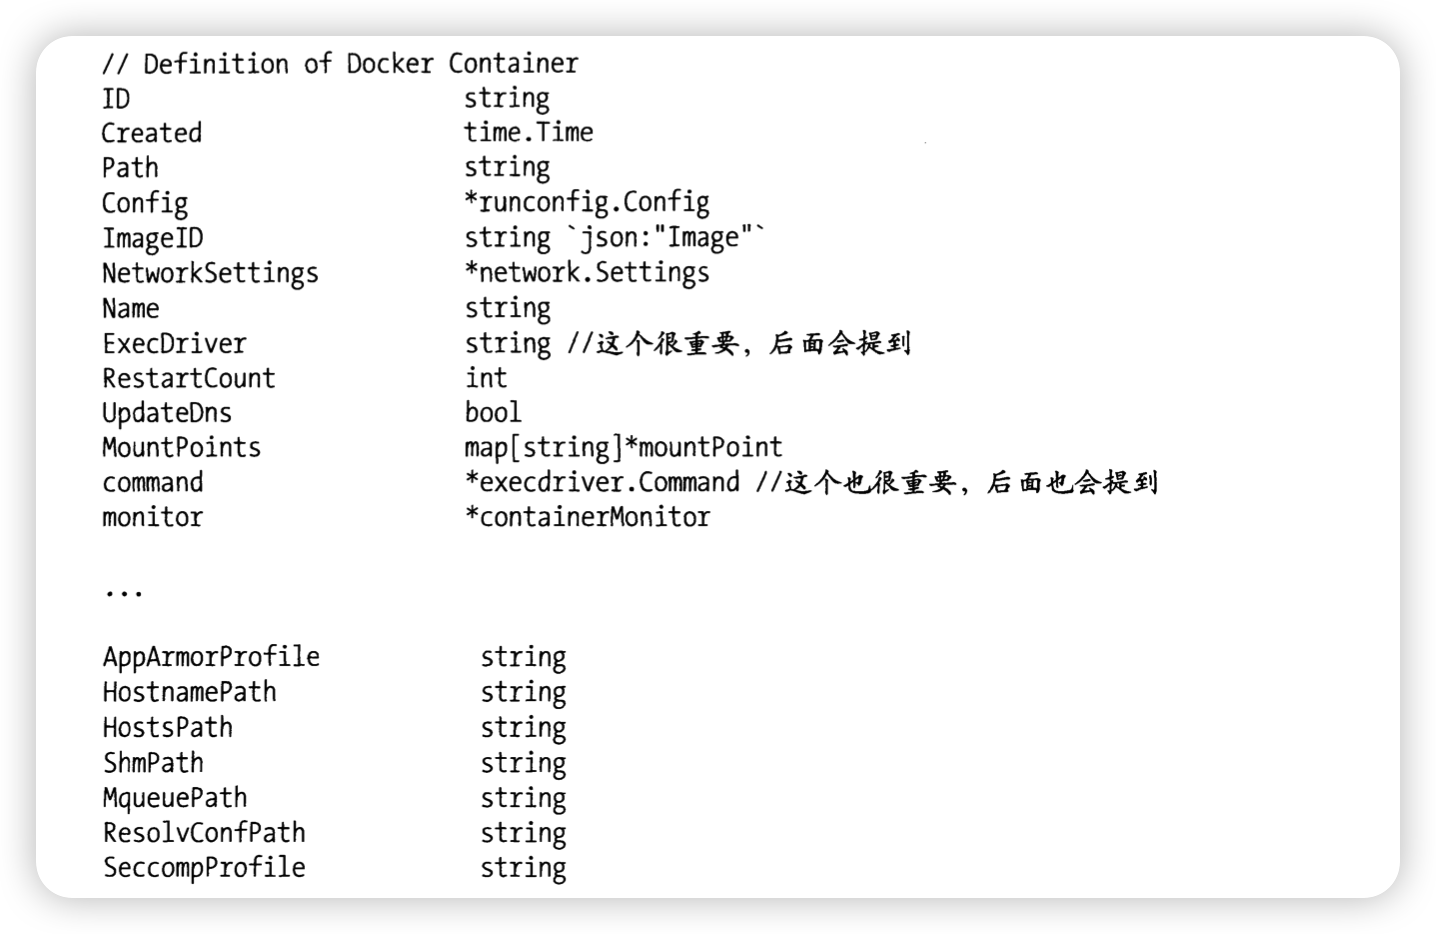 // Definition of Docker Container
ID string
Created time.Time
Path string
Config *runconfig.Config
ImageID string `json:"Image"`
NetworkSettings *network.Settings
Name string
ExecDriver string //这个很重要，后面会提到
RestartCount int
UpdateDns bool
MountPoints map[string]*mountPoint
command *execdriver.Command //这个也很重要，后面也会提到
monitor *containerMonitor
...
AppArmorProfile string
HostnamePath string
HostsPath string
ShmPath string
MqueuePath string
ResolvConfPath string
SeccompProfile string